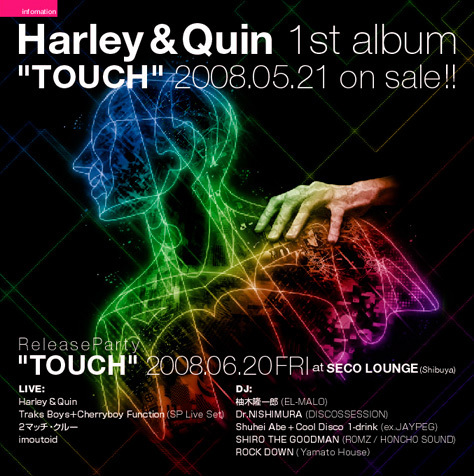 infomation
Harley & Quin 1st album
"TOUCH" 2008.05.21 on sale!!
ReleaseParty
"TOUCH" 2008.06.20 FRI at SECO LOUNGE (Shibuya)
LIVE:
Harley & Quin
Traks Boys+Cherryboy Function (SP Live Set)
2マッチ・クルー
imoutoid
DJ:
柚木隆一郎 (EL-MALO)
Dr.NISHIMURA (DISCOSSESSION)
Shuhei Abe + Cool Disco 1-drink (ex.JAYPEG)
SHIRO THE GOODMAN (ROMZ / HONCHO SOUND)
ROCK DOWN (Yamato House)